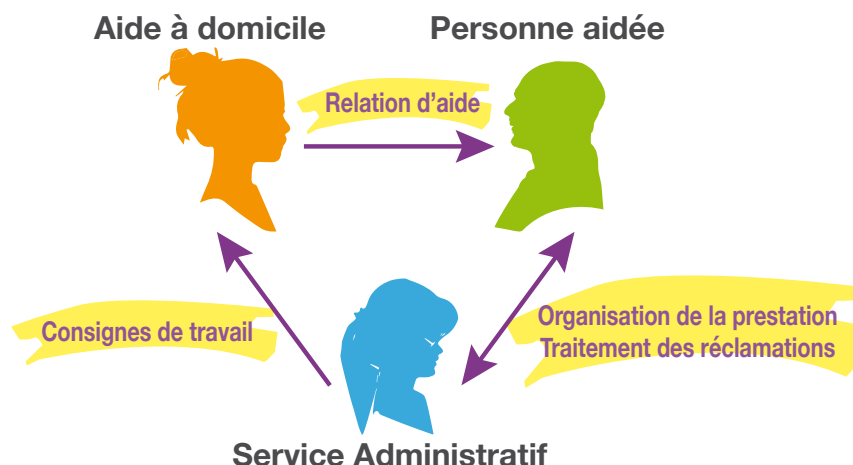 Aide à domicile
Personne aidée
Relation d'aide
Consignes de travail
Organisation de la prestation
Traitement des réclamations
Service Administratif